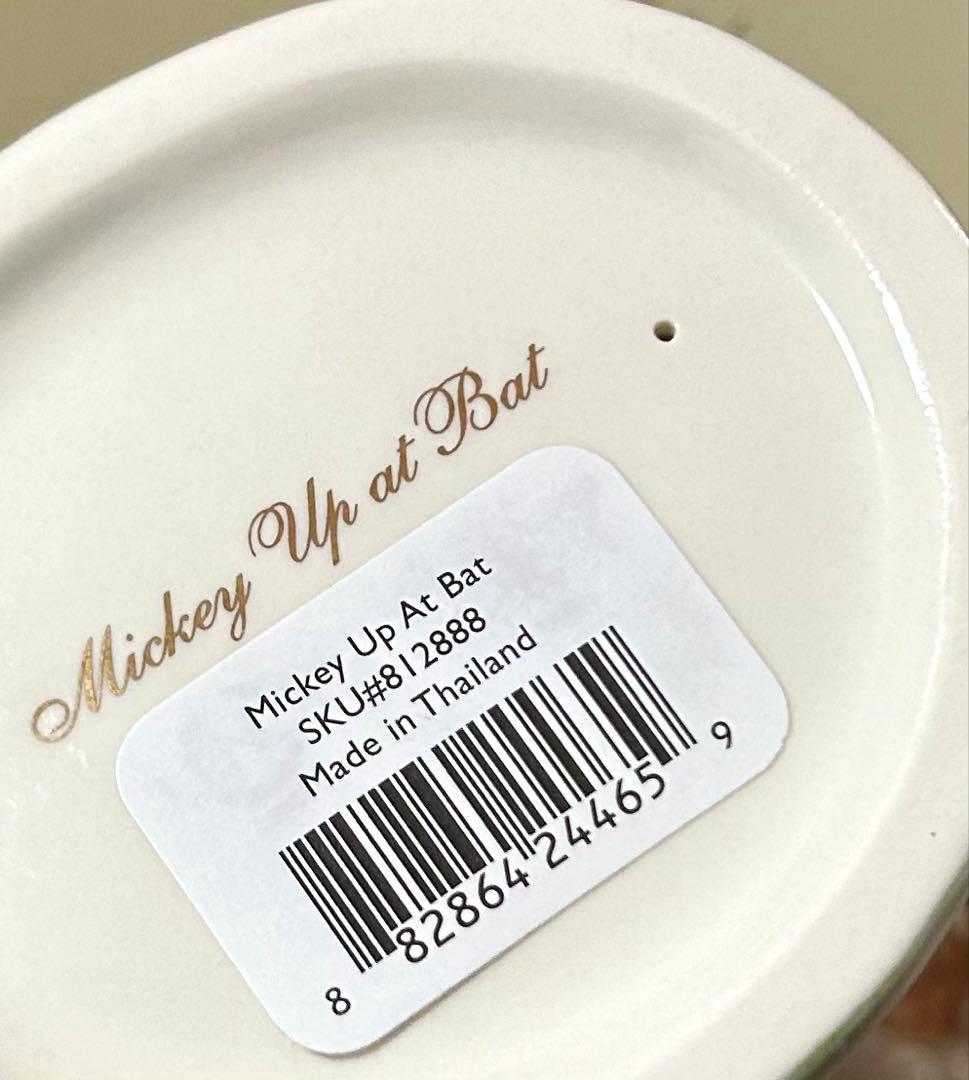 Mickey Up at Bat
Mickey Up At Bat
SKU#812888
Made in Thailand
8 82864 24465 9